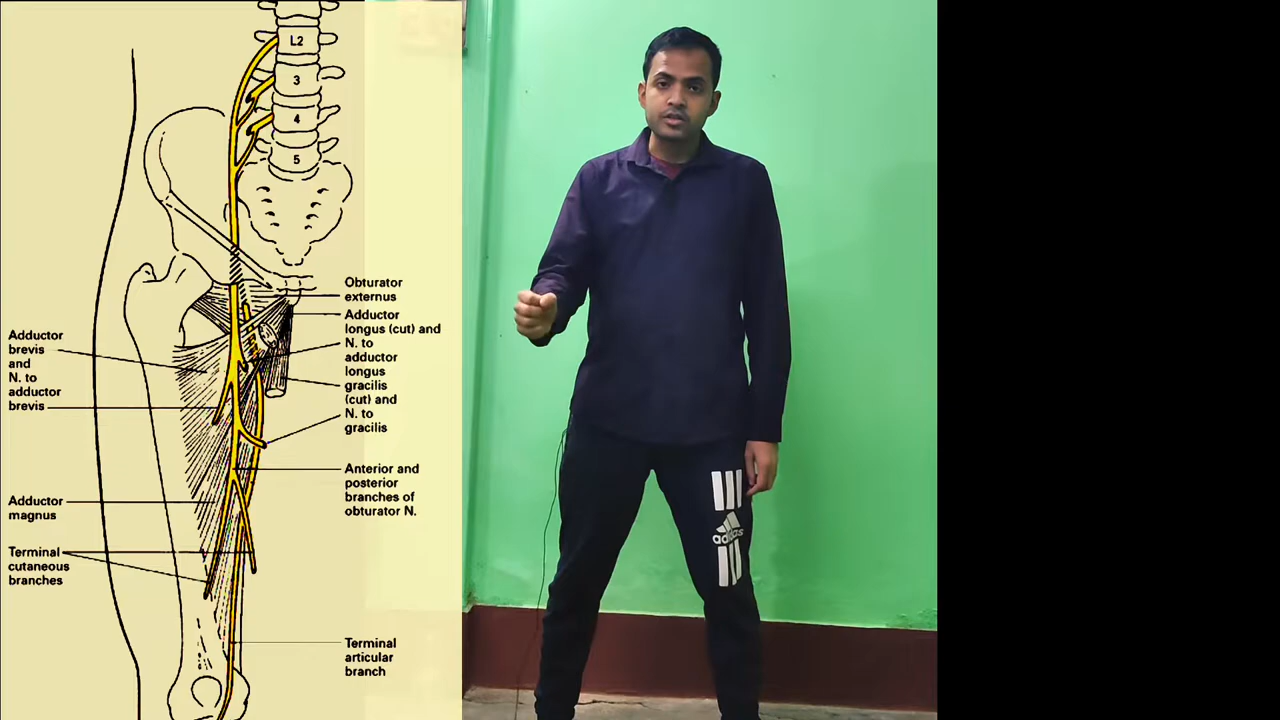 L2
3
4
5
Obturator
externus
Adductor
longus (cut) and
N. to
adductor
longus
gracilis
(cut) and
N. to
gracilis
Anterior and
posterior
branches of
obturator N.
Terminal
articular
branch
Adductor
brevis
and
N. to
adductor
brevis
Adductor
magnus
Terminal
cutaneous
branches
adidas